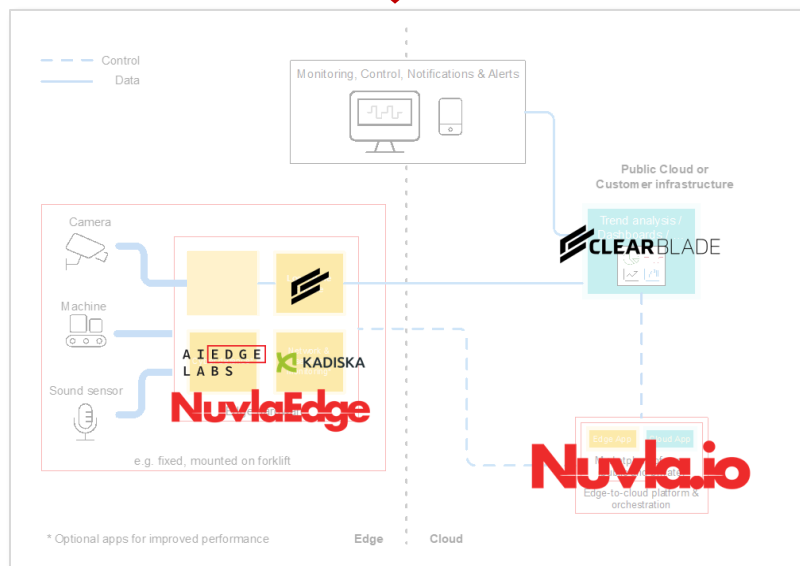 Control
Data
Monitoring, Control, Notifications & Alerts
Public Cloud or
Customer infrastructure
Camera
Trend analysis /
Dashboards /
CLEARBLADE
Machine
AI EDGE
LABS
KADISKA
Sound sensor
NuvlaEdge
Edge App
Cloud App
Nuvla.io
e.g. fixed, mounted on forklift
Edge-to-cloud platform &
orchestration
* Optional apps for improved performance
Edge
Cloud